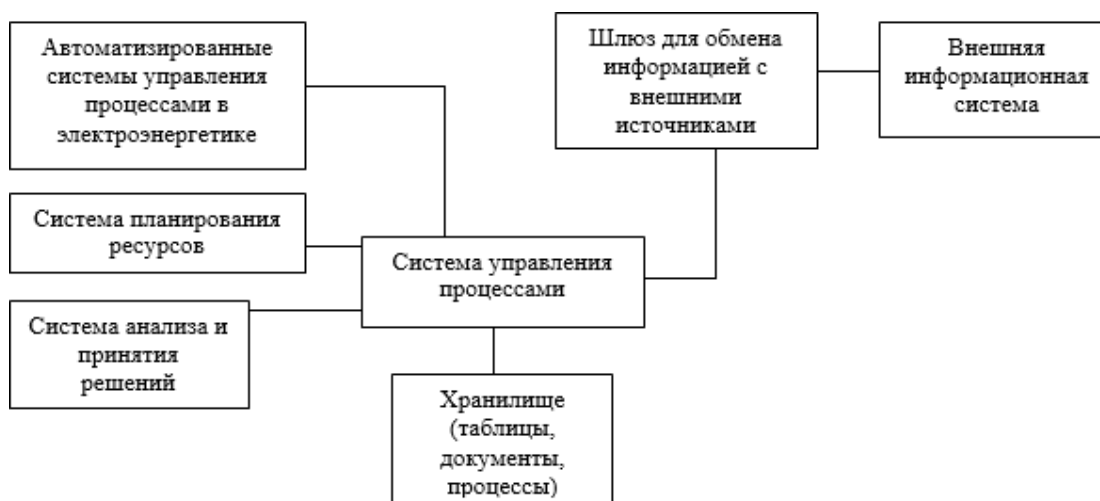 Автоматизированные
системы управления
процессами в
электроэнергетике
Шлюз для обмена
информацией с
внешними
источниками
Внешняя
информационная
система
Система планирования
ресурсов
Система управления
процессами
Система анализа и
принятия
решений
Хранилище
(таблицы,
документы,
процессы)